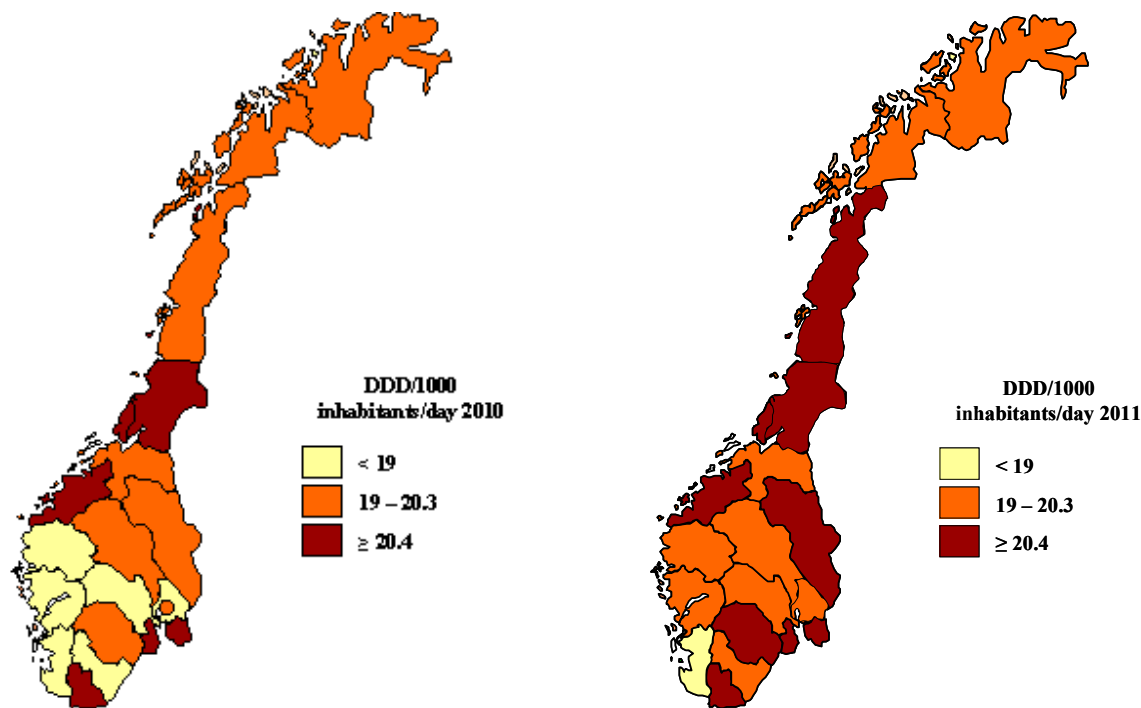 DDD/1000
inhabitants/day 2010
< 19
19 – 20.3
≥ 20.4
DDD/1000
inhabitants/day 2011
< 19
19 – 20.3
≥ 20.4